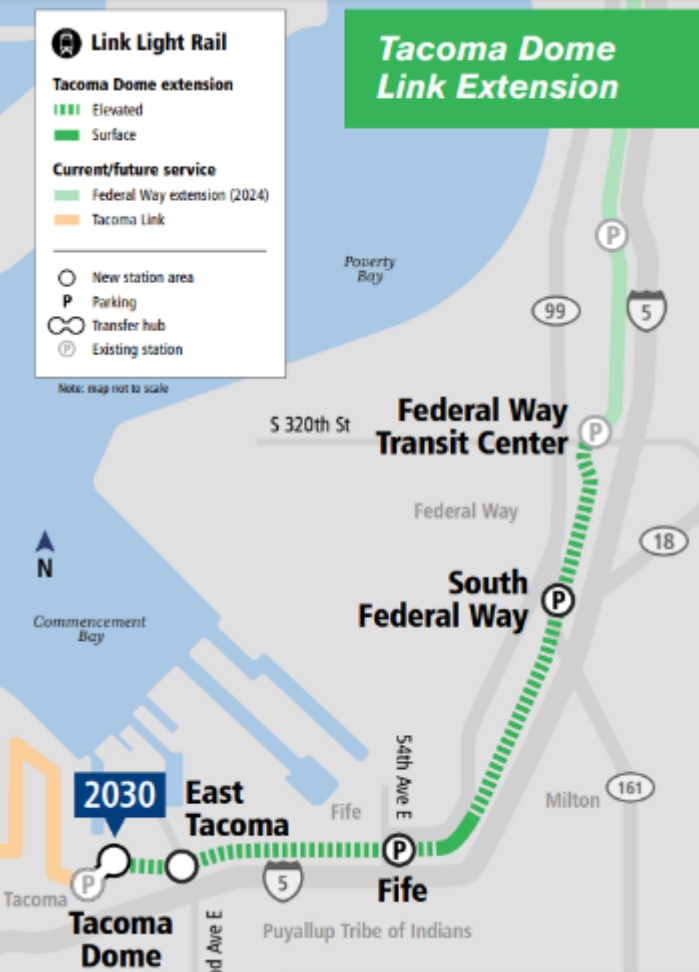 Link Light Rail
Tacoma Dome extension
Elevated
Surface
Current/future service
Federal Way extension (2024)
Tacoma Link
New station area
P Parking
Transfer hub
P Existing station
Note: map not to scale
Tacoma Dome
Link Extension
P
Poverty
Bay
99
5
S 320th St
Federal Way
Transit Center
P
Federal Way
18
N
South
Federal Way
P
Commencement
Bay
54th Ave E
2030
East
Tacoma
Fife
Milton
161
P
P
5
Fife
Tacoma
Tacoma
Dome
Ave E
Puyallup Tribe of Indians